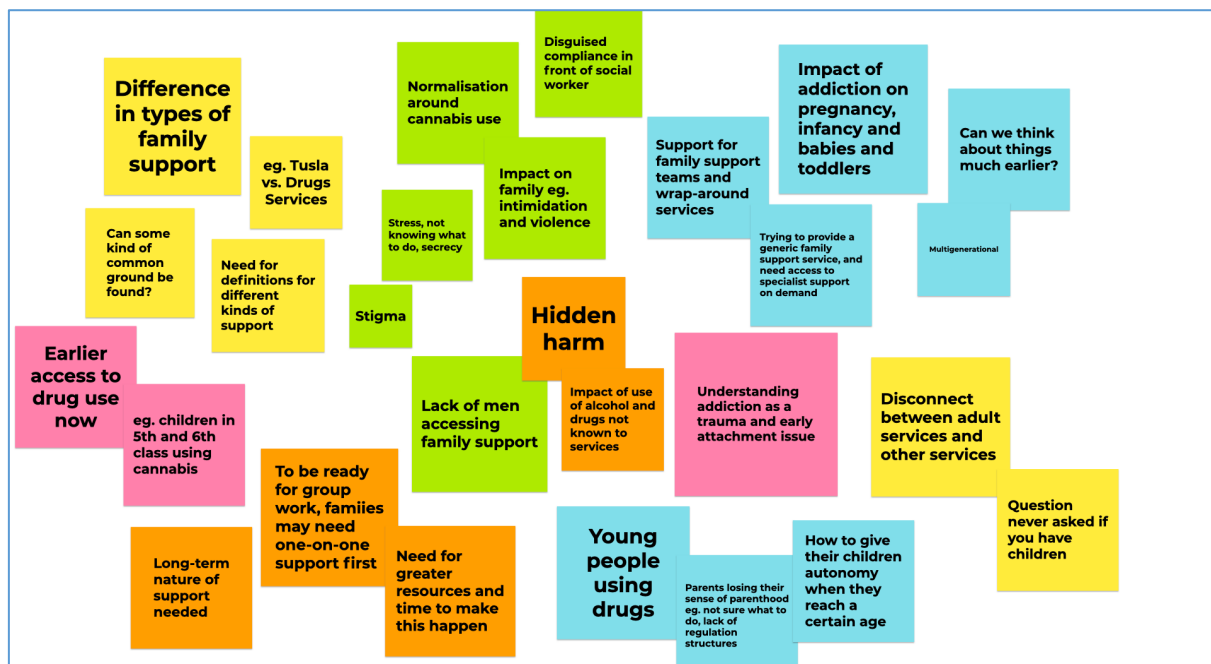 Difference
in types of
family
support
eg. Tusla
vs. Drugs
Services
Can some
kind of
common
ground be
found?
Need for
definitions for
different
kinds of
support
Normalisation
around
cannabis use
Disguised
compliance in
front of social
worker
Impact on
family eg.
intimidation
and violence
Stress, not
knowing what
to do, secrecy
Stigma
Lack of men
accessing
family support
Support for
family support
teams and
wrap-around
services
Impact of
addiction on
pregnancy,
infancy and
babies and
toddlers
Can we think
about things
much earlier?
Trying to provide a
generic family
support service, and
need access to
specialist support
on demand
Multigenerational
Earlier
access to
drug use
now
eg. children in
5th and 6th
class using
cannabis
Hidden
harm
Impact of use
of alcohol and
drugs not
known to
services
Understanding
addiction as a
trauma and early
attachment issue
Disconnect
between adult
services and
other services
Question
never asked if
you have
children
Long-term
nature of
support
needed
To be ready
for group
work, famiies
may need
one-on-one
support first
Need for
greater
resources and
time to make
this happen
Young
people
using
drugs
Parents losing their
sense of parenthood
eg. not sure what to
do, lack of
regulation
structures
How to give
their children
autonomy
when they
reach a
certain age